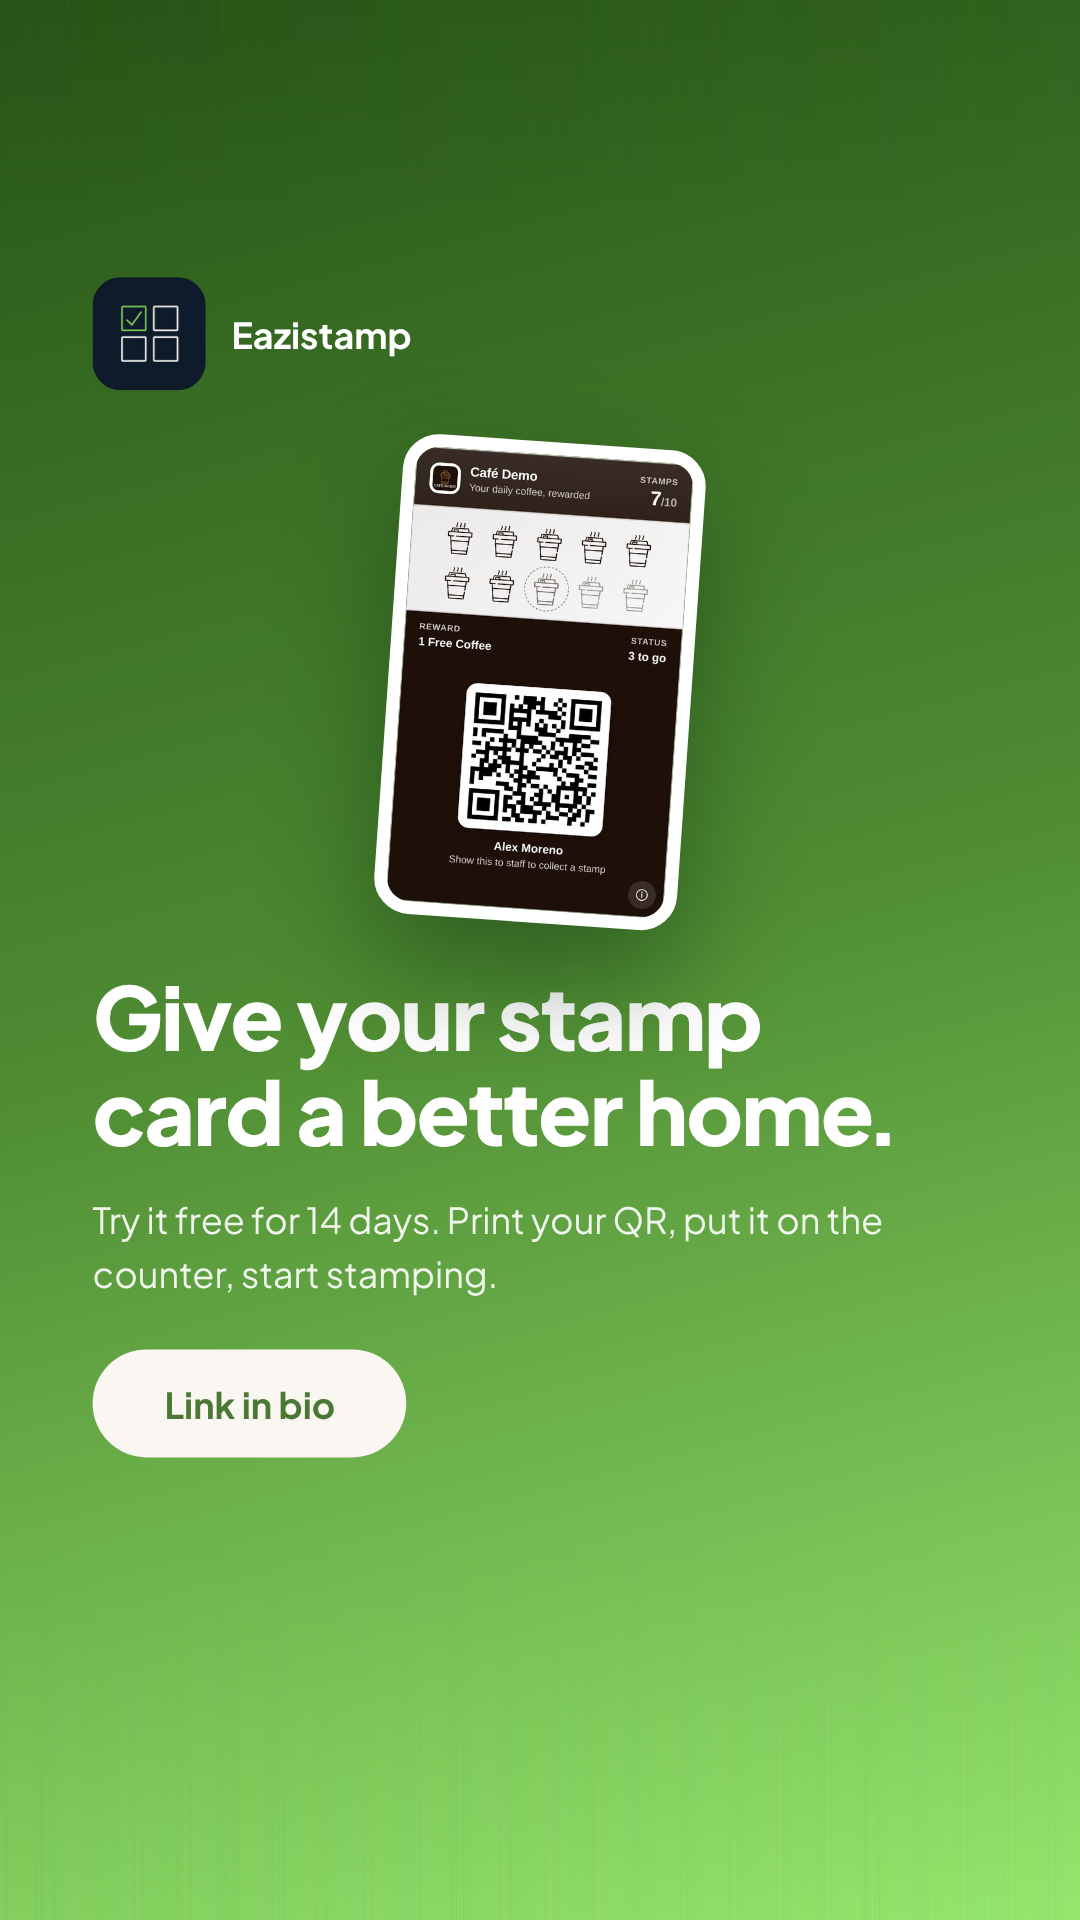 Eazistamp
Café Demo
Your daily coffee, rewarded
STAMPS
7/10
REWARD
1 Free Coffee
STATUS
3 to go
Alex Moreno
Show this to staff to collect a stamp
Give your stamp
card a better home.
Try it free for 14 days. Print your QR, put it on the
counter, start stamping.
Link in bio